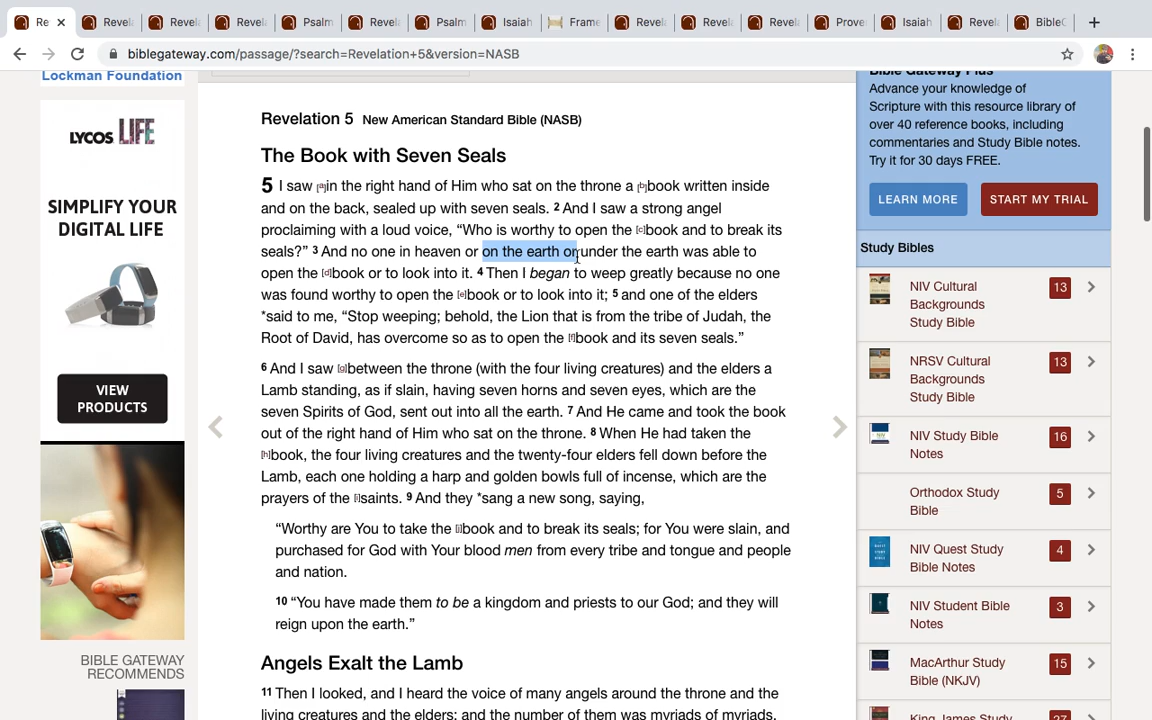 Re
Revel
Revel
Revel
Psalm
Revel
Psalm
Isaiah
Frame
Revel
Revel
Revel
Prove
Isaiah
Revel
BibleG
biblegateway.com/passage/?search=Revelation+5&version=NASB
Lockman Foundation
LYCOS LIFE
SIMPLIFY YOUR
DIGITAL LIFE
VIEW
PRODUCTS
BIBLE GATEWAY
RECOMMENDS
Revelation 5 New American Standard Bible (NASB)
The Book with Seven Seals
5 I saw [a]in the right hand of Him who sat on the throne a [b]book written inside
and on the back, sealed up with seven seals. 2 And I saw a strong angel
proclaiming with a loud voice, “Who is worthy to open the [c]book and to break its
seals?” 3 And no one in heaven or on the earth or under the earth was able to
open the [d]book or to look into it. 4 Then I began to weep greatly because no one
was found worthy to open the [e]book or to look into it; 5 and one of the elders
*said to me, “Stop weeping; behold, the Lion that is from the tribe of Judah, the
Root of David, has overcome so as to open the [f]book and its seven seals.”
6 And I saw [g]between the throne (with the four living creatures) and the elders a
Lamb standing, as if slain, having seven horns and seven eyes, which are the
seven Spirits of God, sent out into all the earth. 7 And He came and took the book
out of the right hand of Him who sat on the throne. 8 When He had taken the
[h]book, the four living creatures and the twenty-four elders fell down before the
Lamb, each one holding a harp and golden bowls full of incense, which are the
prayers of the [i]saints. 9 And they *sang a new song, saying,
“Worthy are You to take the [j]book and to break its seals; for You were slain, and
purchased for God with Your blood men from every tribe and tongue and people
and nation.
10 “You have made them to be a kingdom and priests to our God; and they will
reign upon the earth.”
Angels Exalt the Lamb
11 Then I looked, and I heard the voice of many angels around the throne and the
living creatures and the elders; and the number of them was myriads of myriads,
Bible Gateway Plus
Advance your knowledge of
Scripture with this resource library of
over 40 reference books, including
commentaries and Study Bible notes.
Try it for 30 days FREE.
LEARN MORE
START MY TRIAL
Study Bibles
NIV Cultural
Backgrounds
Study Bible
13
NRSV Cultural
Backgrounds
Study Bible
13
NIV Study Bible
Notes
16
Orthodox Study
Bible
5
NIV Quest Study
Bible Notes
4
NIV Student Bible
Notes
3
MacArthur Study
Bible (NKJV)
15
King James Study
27